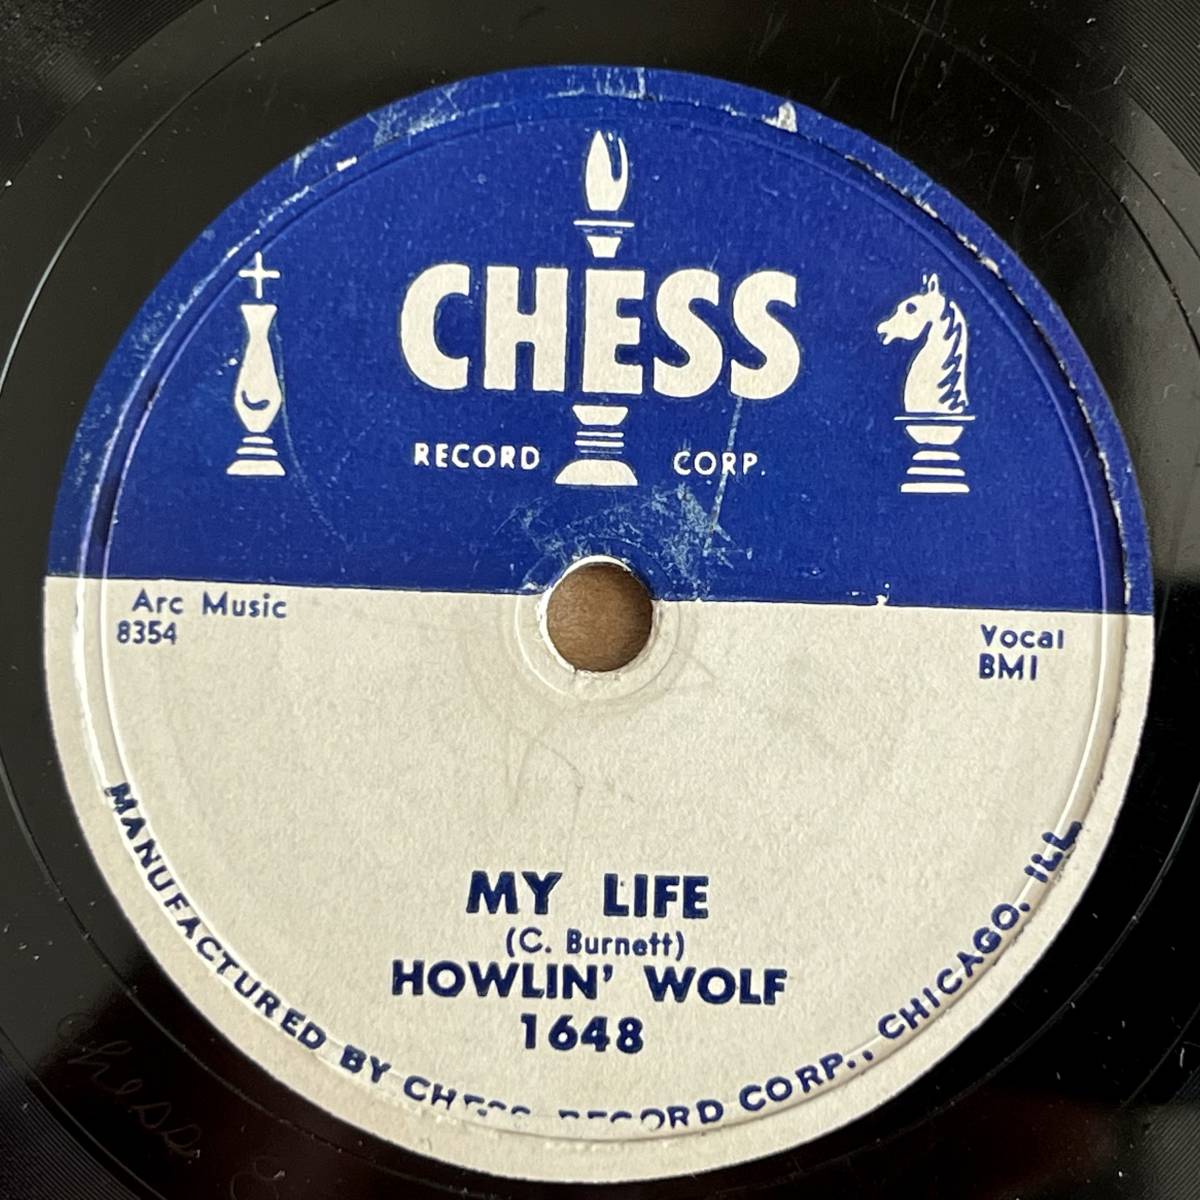 CHESS
RECORD CORP.
Arc Music
8354
Vocal
BMI
MY LIFE
(C. Burnett)
HOWLIN' WOLF
1648
MANUFACTURED BY CHESS RECORD CORP., CHICAGO, ILL.